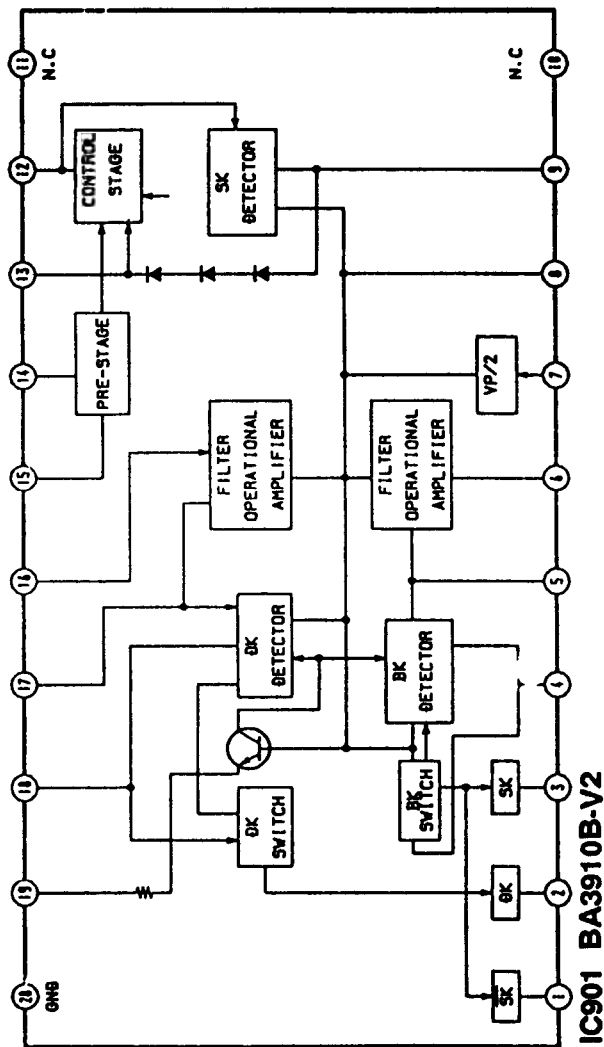 20 19 18 17 16 15 14 13 12 11
GND
N.C
PRE-STAGE
CONTROL
STAGE
DK
SWITCH
DK
DETECTOR
FILTER
OPERATIONAL
AMPLIFIER
SK
DETECTOR
BK
SWITCH
BK
DETECTOR
FILTER
OPERATIONAL
AMPLIFIER
VP/2
S̅K̅
DK
SK
N.C
1 2 3 4 5 6 7 8 9 10
IC901 BA3910B-V2